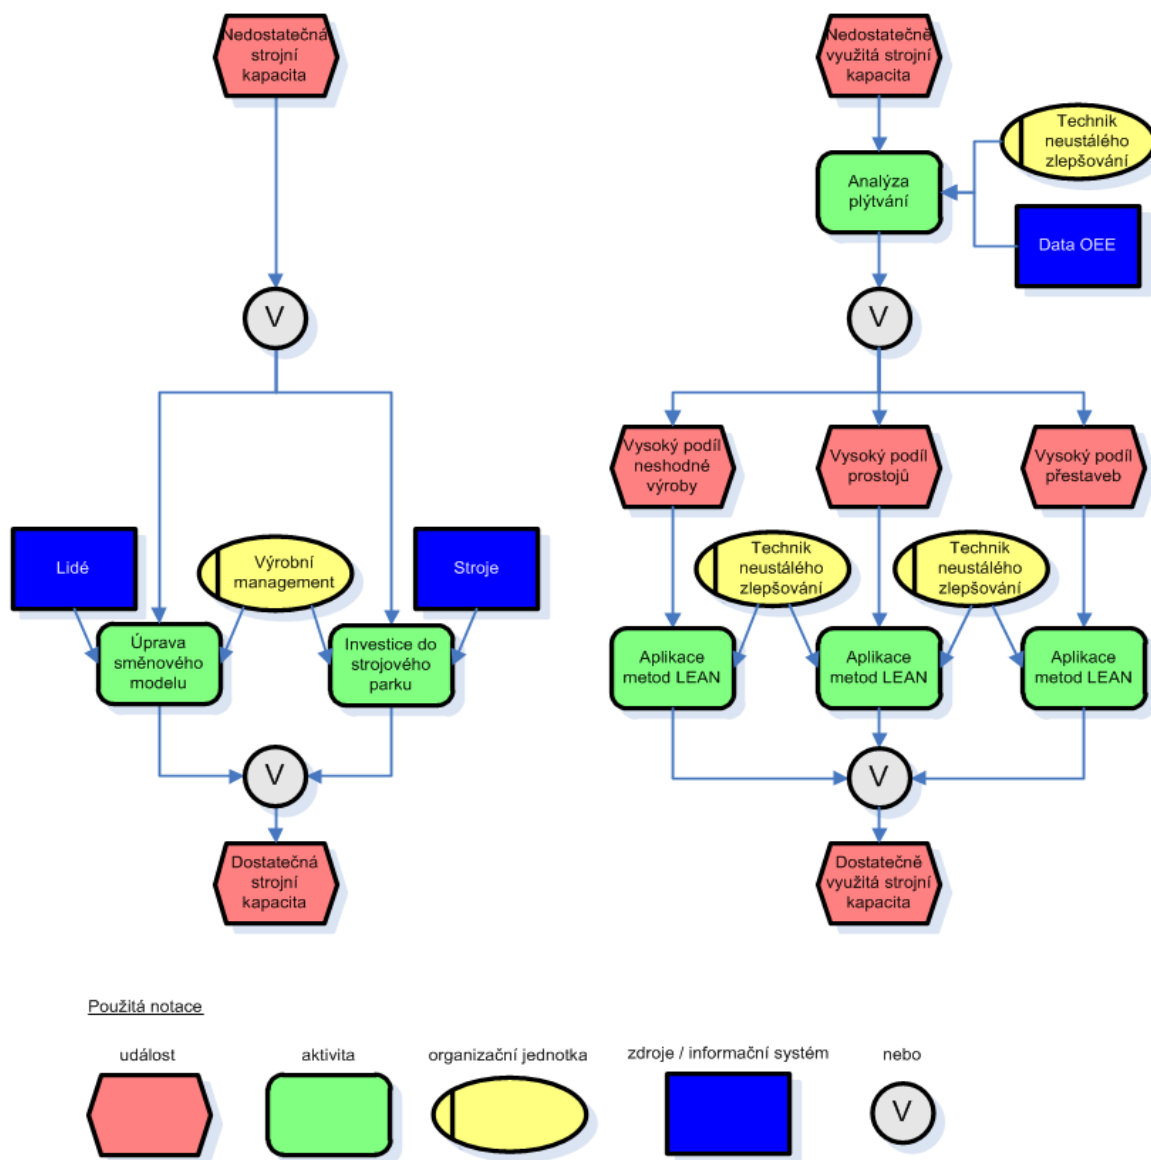 Nedostatečná
strojní
kapacita
Nedostatečně
využitá strojní
kapacita
Technik
neustálého
zlepšování
Analýza
plýtvání
Data OEE
V
V
Vysoký podíl
neshodné
výroby
Vysoký podíl
prostojů
Vysoký podíl
přestaveb
Lidé
Výrobní
management
Stroje
Technik
neustálého
zlepšování
Technik
neustálého
zlepšování
Úprava
směnového
modelu
Investice do
strojového
parku
Aplikace
metod LEAN
Aplikace
metod LEAN
Aplikace
metod LEAN
V
V
Dostatečná
strojní
kapacita
Dostatečně
využitá strojní
kapacita
Použitá notace
událost
aktivita
organizační jednotka
zdroje / informační systém
nebo
V